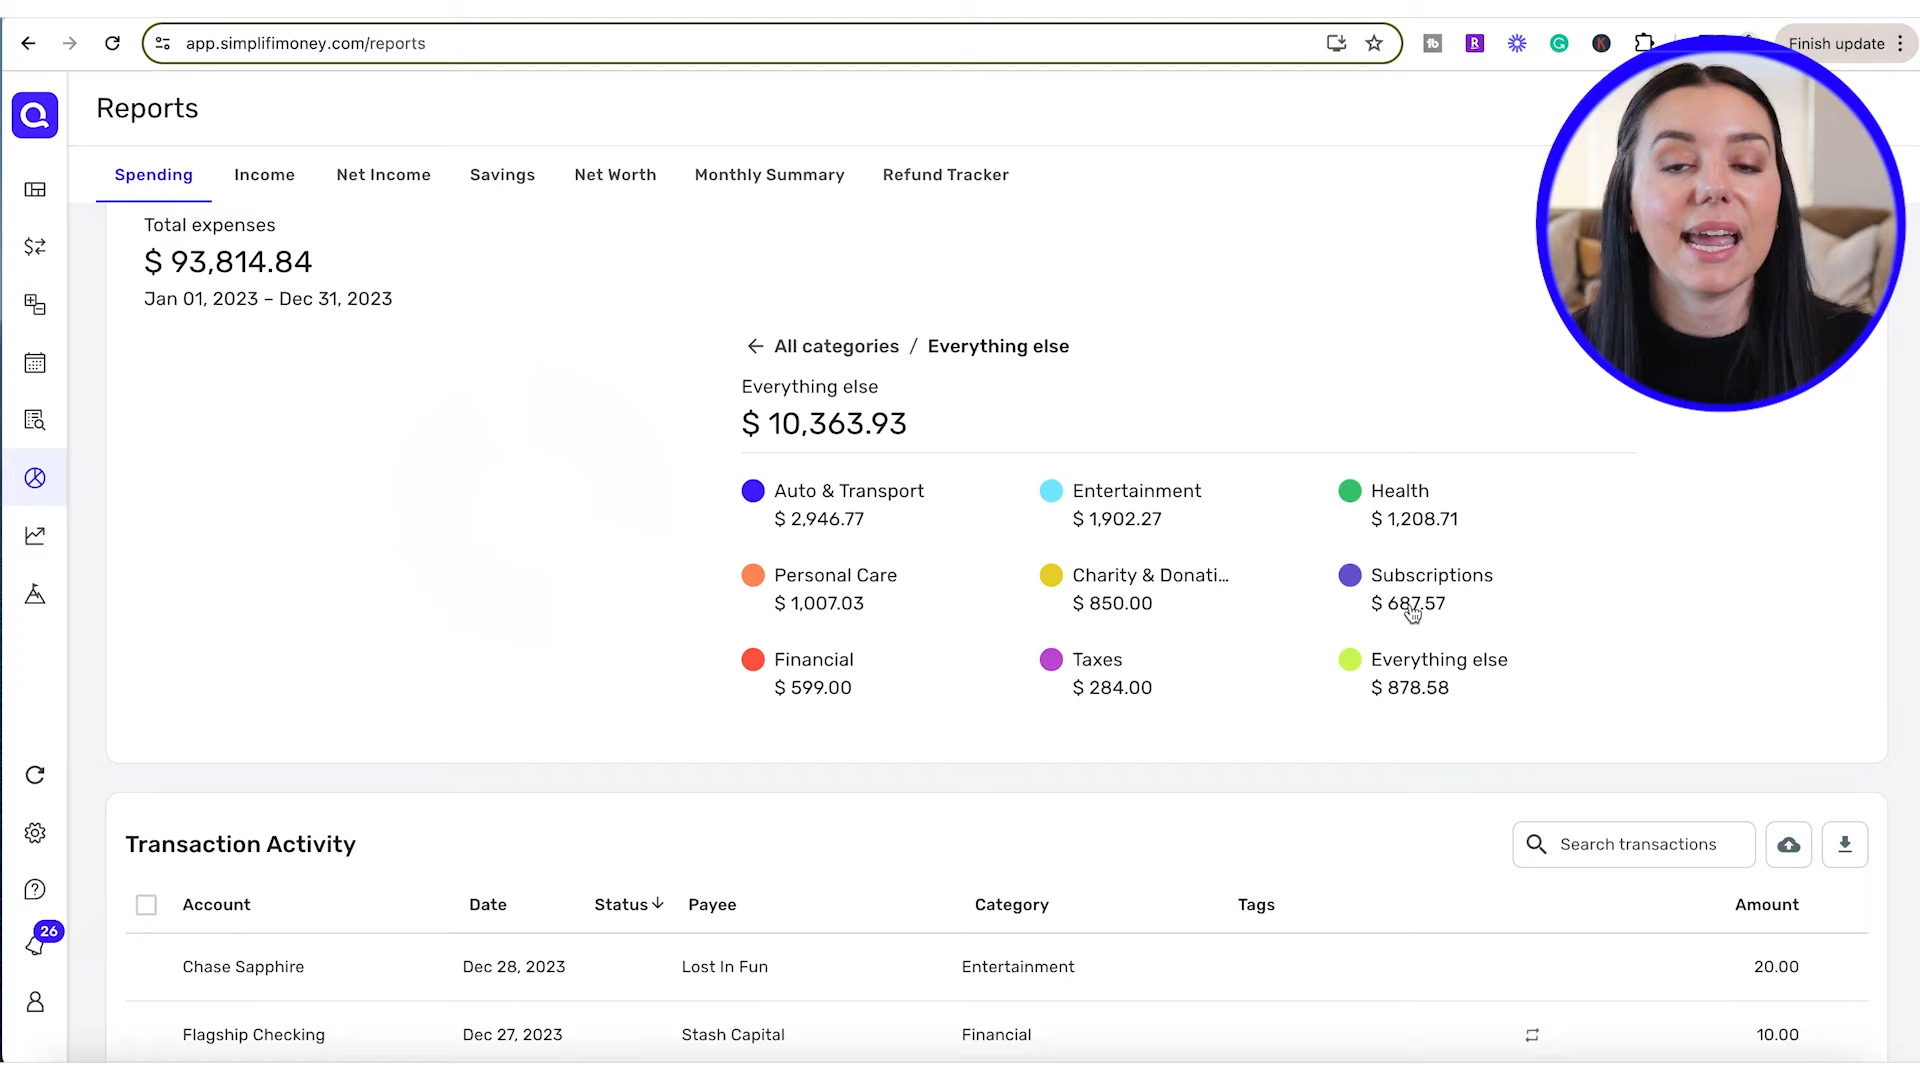 app.simplifimoney.com/reports
Finish update
Reports
Spending Income Net Income Savings Net Worth Monthly Summary Refund Tracker
Total expenses
$ 93,814.84
Jan 01, 2023 – Dec 31, 2023
All categories / Everything else
Everything else
$ 10,363.93
Auto & Transport Entertainment Health
$ 2,946.77 $ 1,902.27 $ 1,208.71
Personal Care Charity & Donati... Subscriptions
$ 1,007.03 $ 850.00 $ 687.57
Financial Taxes Everything else
$ 599.00 $ 284.00 $ 878.58
Transaction Activity
Search transactions
Account Date Status Payee Category Tags Amount
26
Chase Sapphire Dec 28, 2023 Lost In Fun Entertainment 20.00
Flagship Checking Dec 27, 2023 Stash Capital Financial 10.00